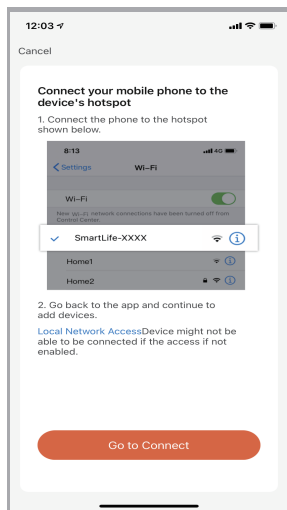 12:03
Cancel
Connect your mobile phone to the
device's hotspot
1. Connect the phone to the hotspot
shown below.
8:13
4G
Settings
Wi-Fi
Wi-Fi
New Wi-Fi network connections have been turned off from
Control Center.
SmartLife-XXXX
Home1
Home2
2. Go back to the app and continue to
add devices.
Local Network AccessDevice might not be
able to be connected if the access if not
enabled.
Go to Connect